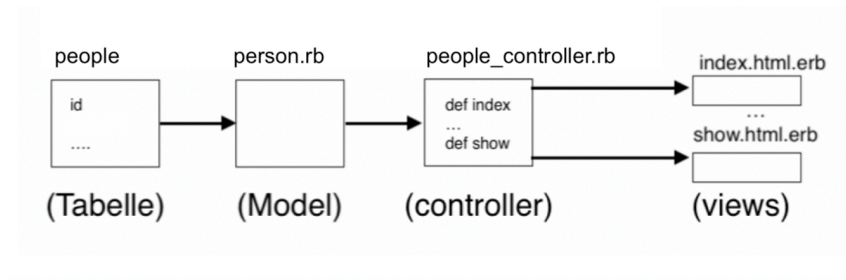 people
id
....
(Tabelle)
person.rb
(Model)
people_controller.rb
def index
...
def show
(controller)
index.html.erb
...
show.html.erb
(views)